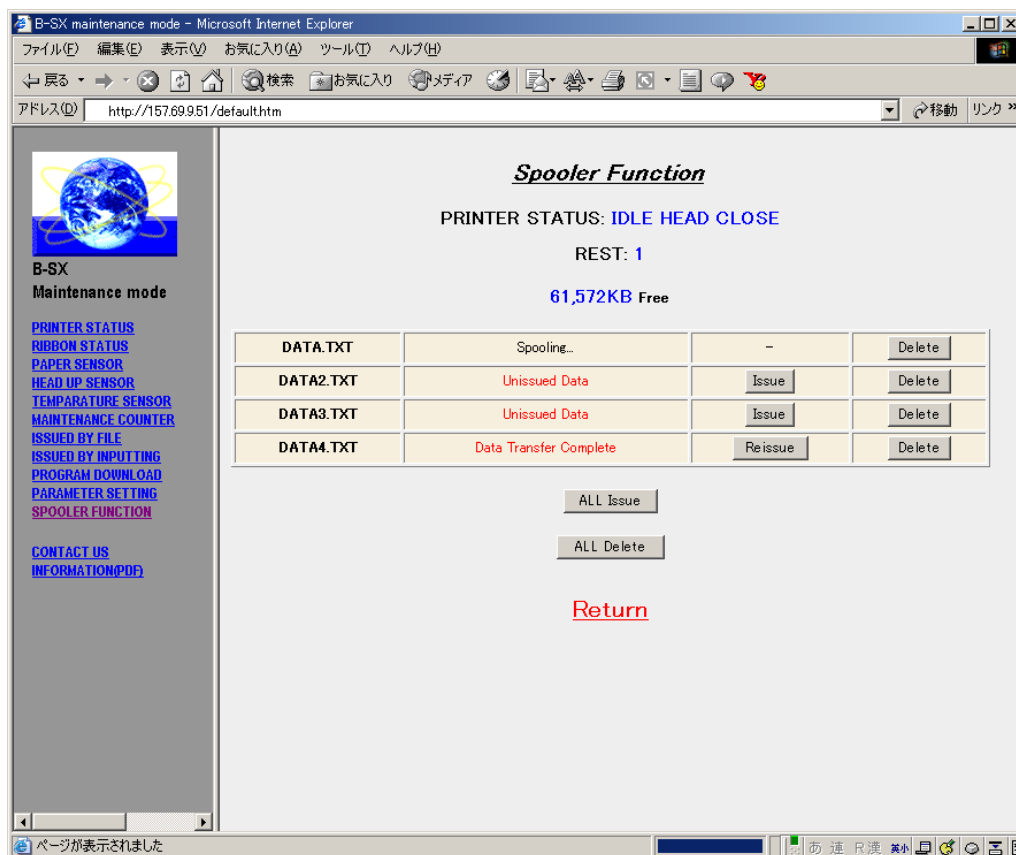 B-SX maintenance mode - Microsoft Internet Explorer
ファイル(F) 編集(E) 表示(V) お気に入り(A) ツール(T) ヘルプ(H)
戻る 検索 お気に入り メディア
アドレス(D) http://157.69.9.51/default.htm 移動 リンク »
B-SX
Maintenance mode
PRINTER STATUS
RIBBON STATUS
PAPER SENSOR
HEAD UP SENSOR
TEMPARATURE SENSOR
MAINTENANCE COUNTER
ISSUED BY FILE
ISSUED BY INPUTTING
PROGRAM DOWNLOAD
PARAMETER SETTING
SPOOLER FUNCTION
CONTACT US
INFORMATION(PDF)
Spooler Function
PRINTER STATUS: IDLE HEAD CLOSE
REST: 1
61,572KB Free
DATA.TXT Spooling... - Delete
DATA2.TXT Unissued Data Issue Delete
DATA3.TXT Unissued Data Issue Delete
DATA4.TXT Data Transfer Complete Reissue Delete
ALL Issue
ALL Delete
Return
ページが表示されました
あ 連 R漢 英小